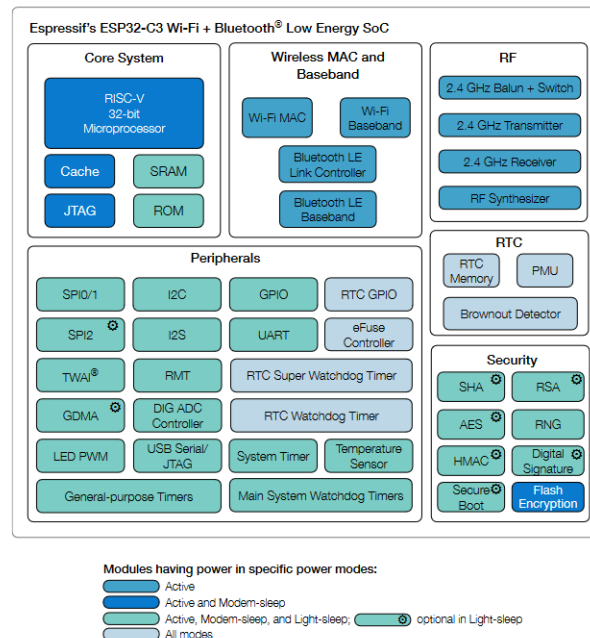 Espressif's ESP32-C3 Wi-Fi + Bluetooth® Low Energy SoC
Core System
RISC-V
32-bit
Microprocessor
Cache
SRAM
JTAG
ROM
Wireless MAC and
Baseband
Wi-Fi MAC
Wi-Fi
Baseband
Bluetooth LE
Link Controller
Bluetooth LE
Baseband
RF
2.4 GHz Balun + Switch
2.4 GHz Transmitter
2.4 GHz Receiver
RF Synthesizer
RTC
RTC
Memory
PMU
Brownout Detector
Peripherals
SPI0/1
I2C
GPIO
RTC GPIO
SPI2
I2S
UART
eFuse
Controller
TWAI®
RMT
RTC Super Watchdog Timer
GDMA
DIG ADC
Controller
RTC Watchdog Timer
LED PWM
USB Serial/
JTAG
System Timer
Temperature
Sensor
General-purpose Timers
Main System Watchdog Timers
Security
SHA
RSA
AES
RNG
HMAC
Digital
Signature
Secure
Boot
Flash
Encryption
Modules having power in specific power modes:
Active
Active and Modem-sleep
Active, Modem-sleep, and Light-sleep; optional in Light-sleep
All modes